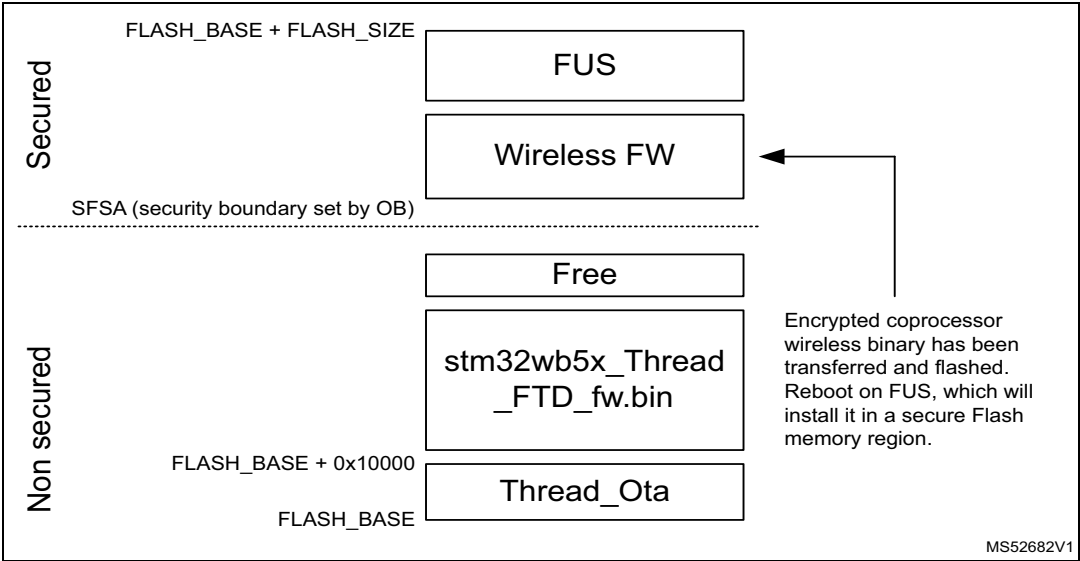 FLASH_BASE + FLASH_SIZE
FUS
Secured
Wireless FW
SFSA (security boundary set by OB)
Free
Encrypted coprocessor
wireless binary has been
transferred and flashed.
Reboot on FUS, which will
install it in a secure Flash
memory region.
stm32wb5x_Thread
_FTD_fw.bin
Non secured
FLASH_BASE + 0x10000
Thread_Ota
FLASH_BASE
MS52682V1